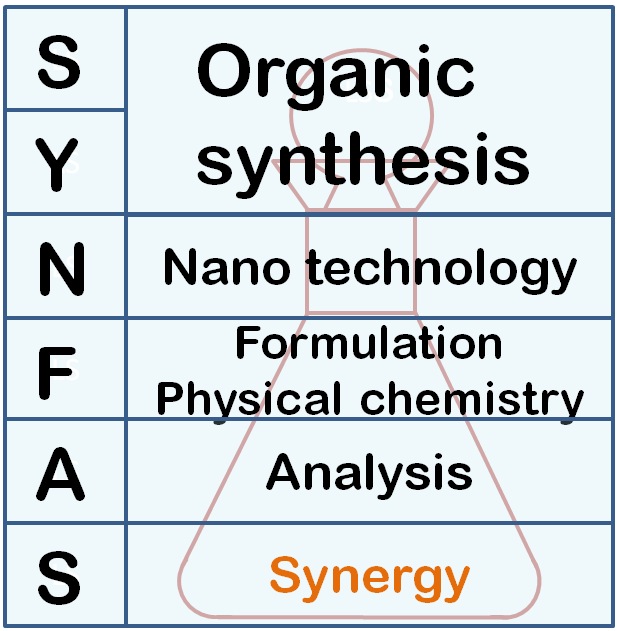 S
Y
Organic
synthesis
N
Nano technology
F
Formulation
Physical chemistry
A
Analysis
S
Synergy